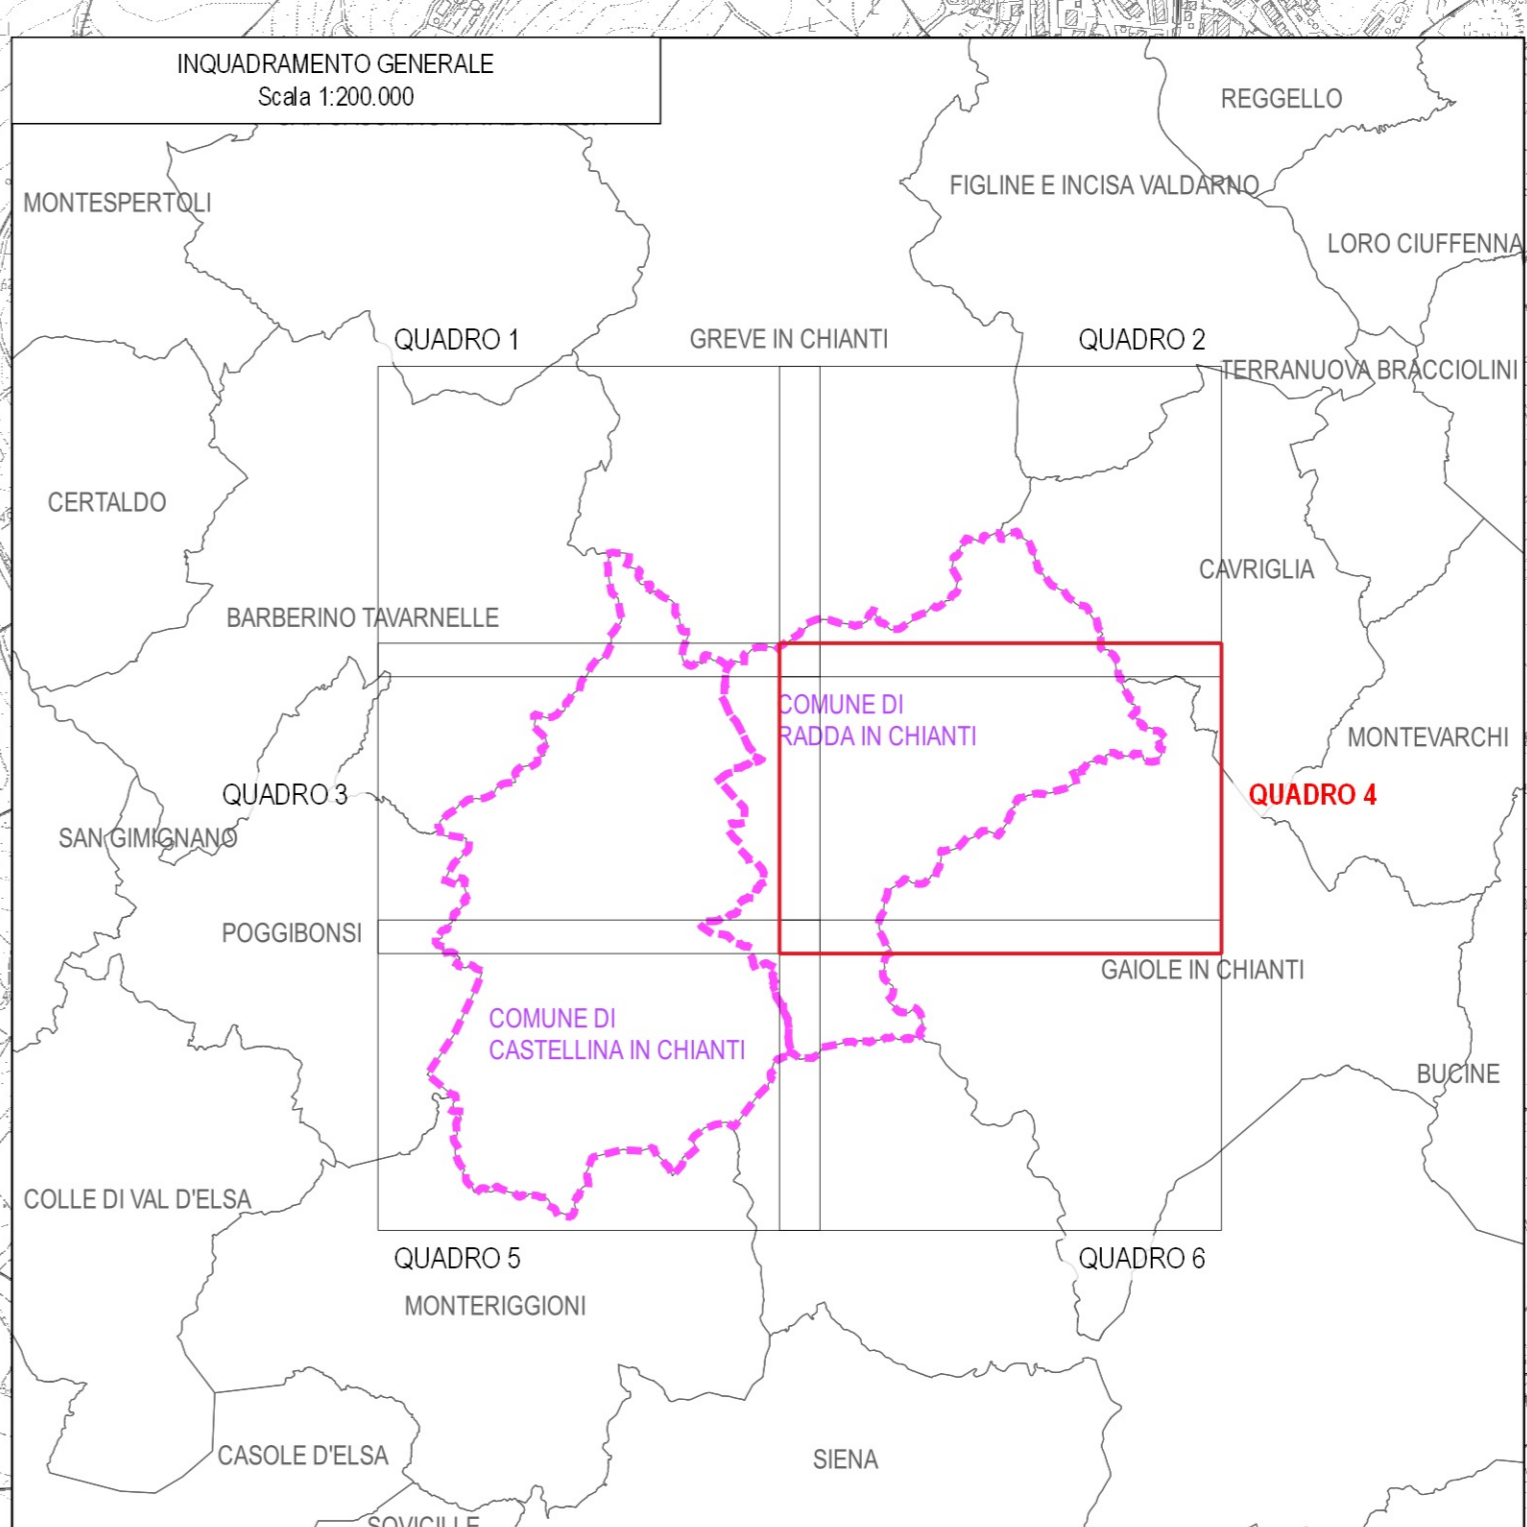 INQUADRAMENTO GENERALE
Scala 1:200.000
REGGELLO
MONTESPERTOLI
FIGLINE E INCISA VALDARNO
LORO CIUFFENNA
QUADRO 1
GREVE IN CHIANTI
QUADRO 2
TERRANUOVA BRACCIOLINI
CERTALDO
CAVRIGLIA
BARBERINO TAVARNELLE
COMUNE DI
RADDA IN CHIANTI
MONTEVARCHI
QUADRO 3
QUADRO 4
SAN GIMIGNANO
POGGIBONSI
GAIOLE IN CHIANTI
COMUNE DI
CASTELLINA IN CHIANTI
BUCINE
COLLE DI VAL D'ELSA
QUADRO 5
QUADRO 6
MONTERIGGIONI
CASOLE D'ELSA
SIENA
SOVICILLE